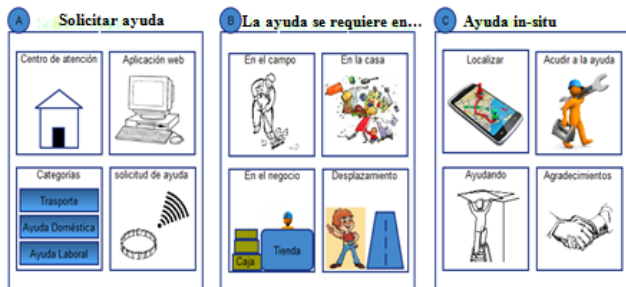 A Solicitar ayuda
Centro de atención
Aplicación web
Categorías
Trasporte
Ayuda Doméstica
Ayuda Laboral
solicitud de ayuda
B La ayuda se requiere en...
En el campo
En la casa
En el negocio
Caja
Tienda
Desplazamiento
C Ayuda in-situ
Localizar
Acudir a la ayuda
Ayudando
Agradecimientos